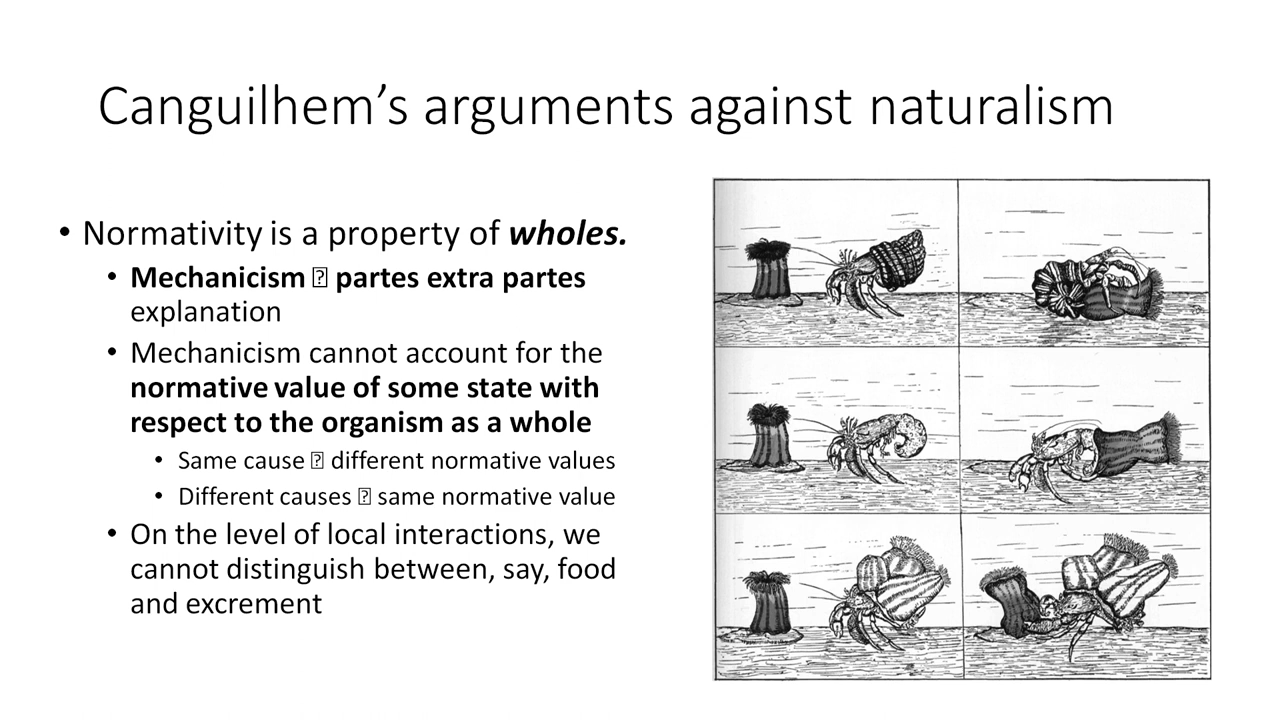 Canguilhem’s arguments against naturalism
• Normativity is a property of wholes.
• Mechanicism ⍰ partes extra partes
explanation
• Mechanicism cannot account for the
normative value of some state with
respect to the organism as a whole
• Same cause ⍰ different normative values
• Different causes ⍰ same normative value
• On the level of local interactions, we
cannot distinguish between, say, food
and excrement